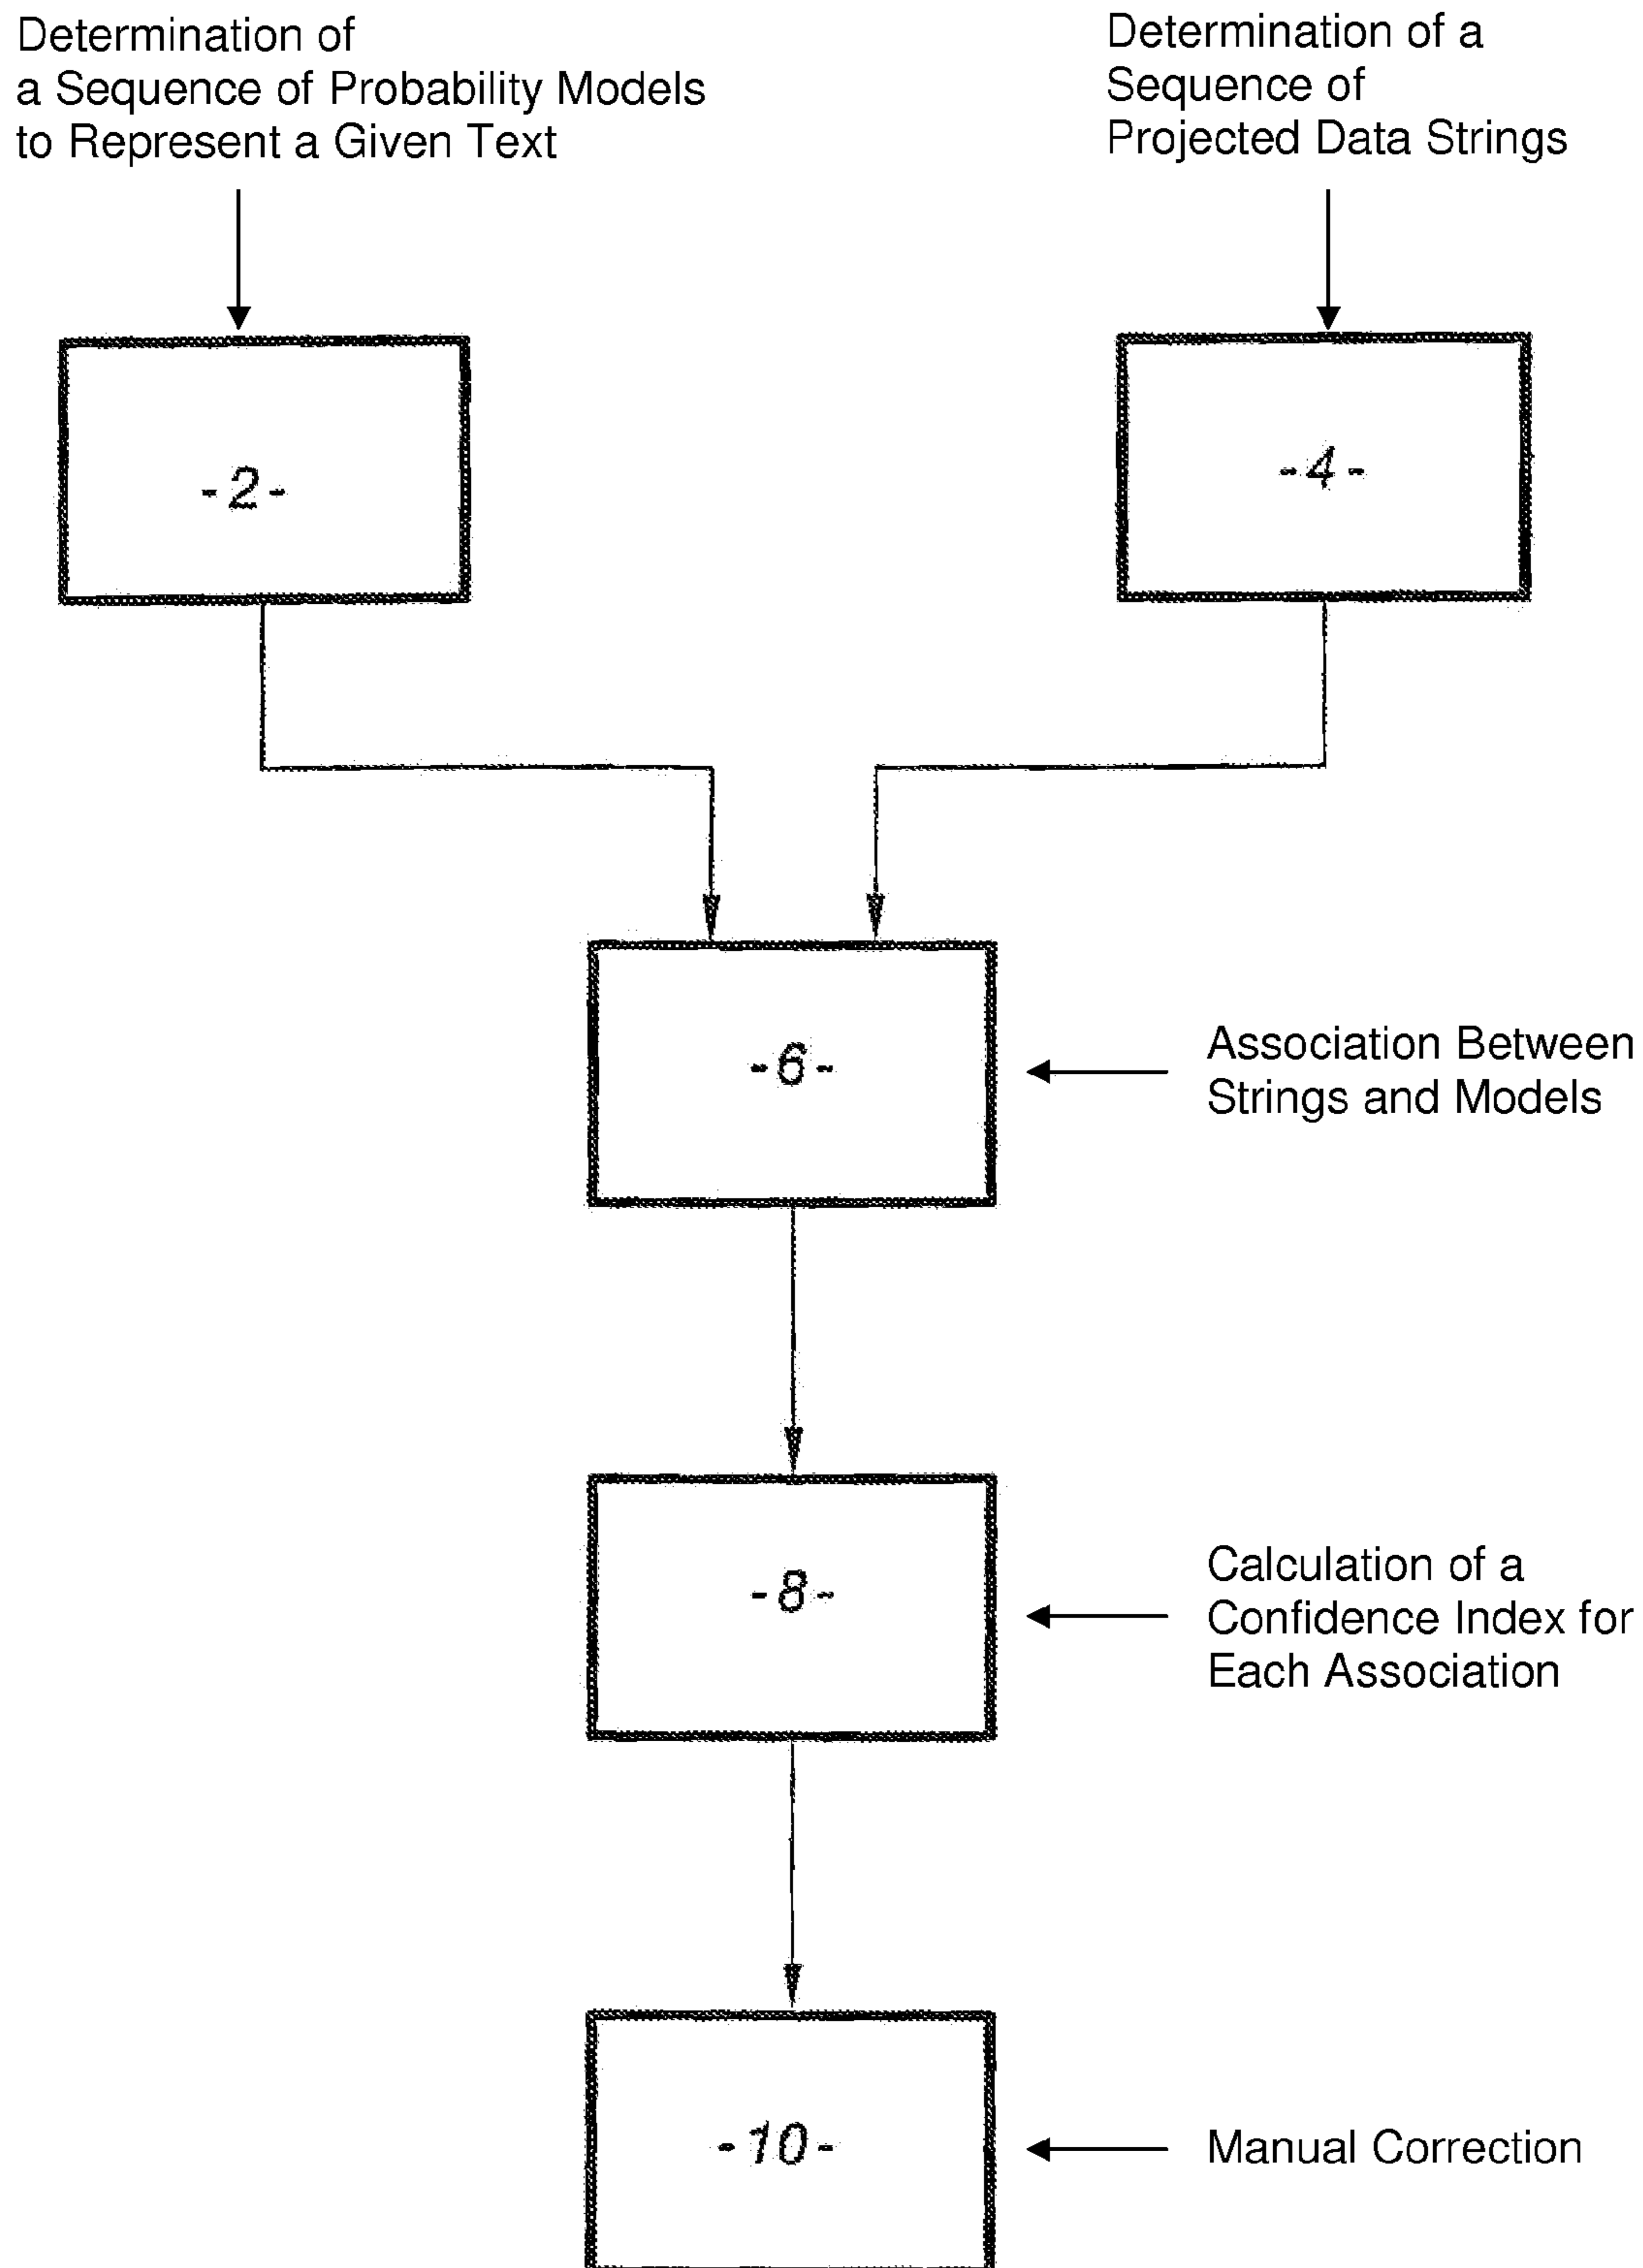 Determination of
a Sequence of Probability Models
to Represent a Given Text
Determination of a
Sequence of
Projected Data Strings
-2-
-4-
-6-
Association Between
Strings and Models
-8-
Calculation of a
Confidence Index for
Each Association
-10-
Manual Correction